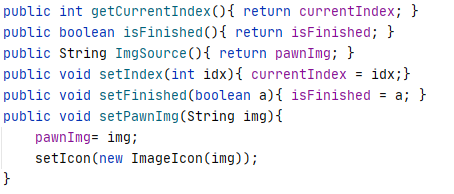 public int getCurrentIndex(){ return currentIndex; }
public boolean isFinished(){ return isFinished; }
public String ImgSource(){ return pawnImg; }
public void setIndex(int idx){ currentIndex = idx;}
public void setFinished(boolean a){ isFinished = a; }
public void setPawnImg(String img){
    pawnImg= img;
    setIcon(new ImageIcon(img));
}